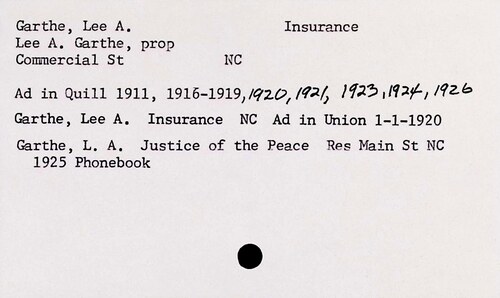 Garthe, Lee A. Insurance
Lee A. Garthe, prop
Commercial St NC
Ad in Quill 1911, 1916-1919, 1920, 1921, 1923, 1924, 1926
Garthe, Lee A. Insurance NC Ad in Union 1-1-1920
Garthe, L. A. Justice of the Peace Res Main St NC
1925 Phonebook